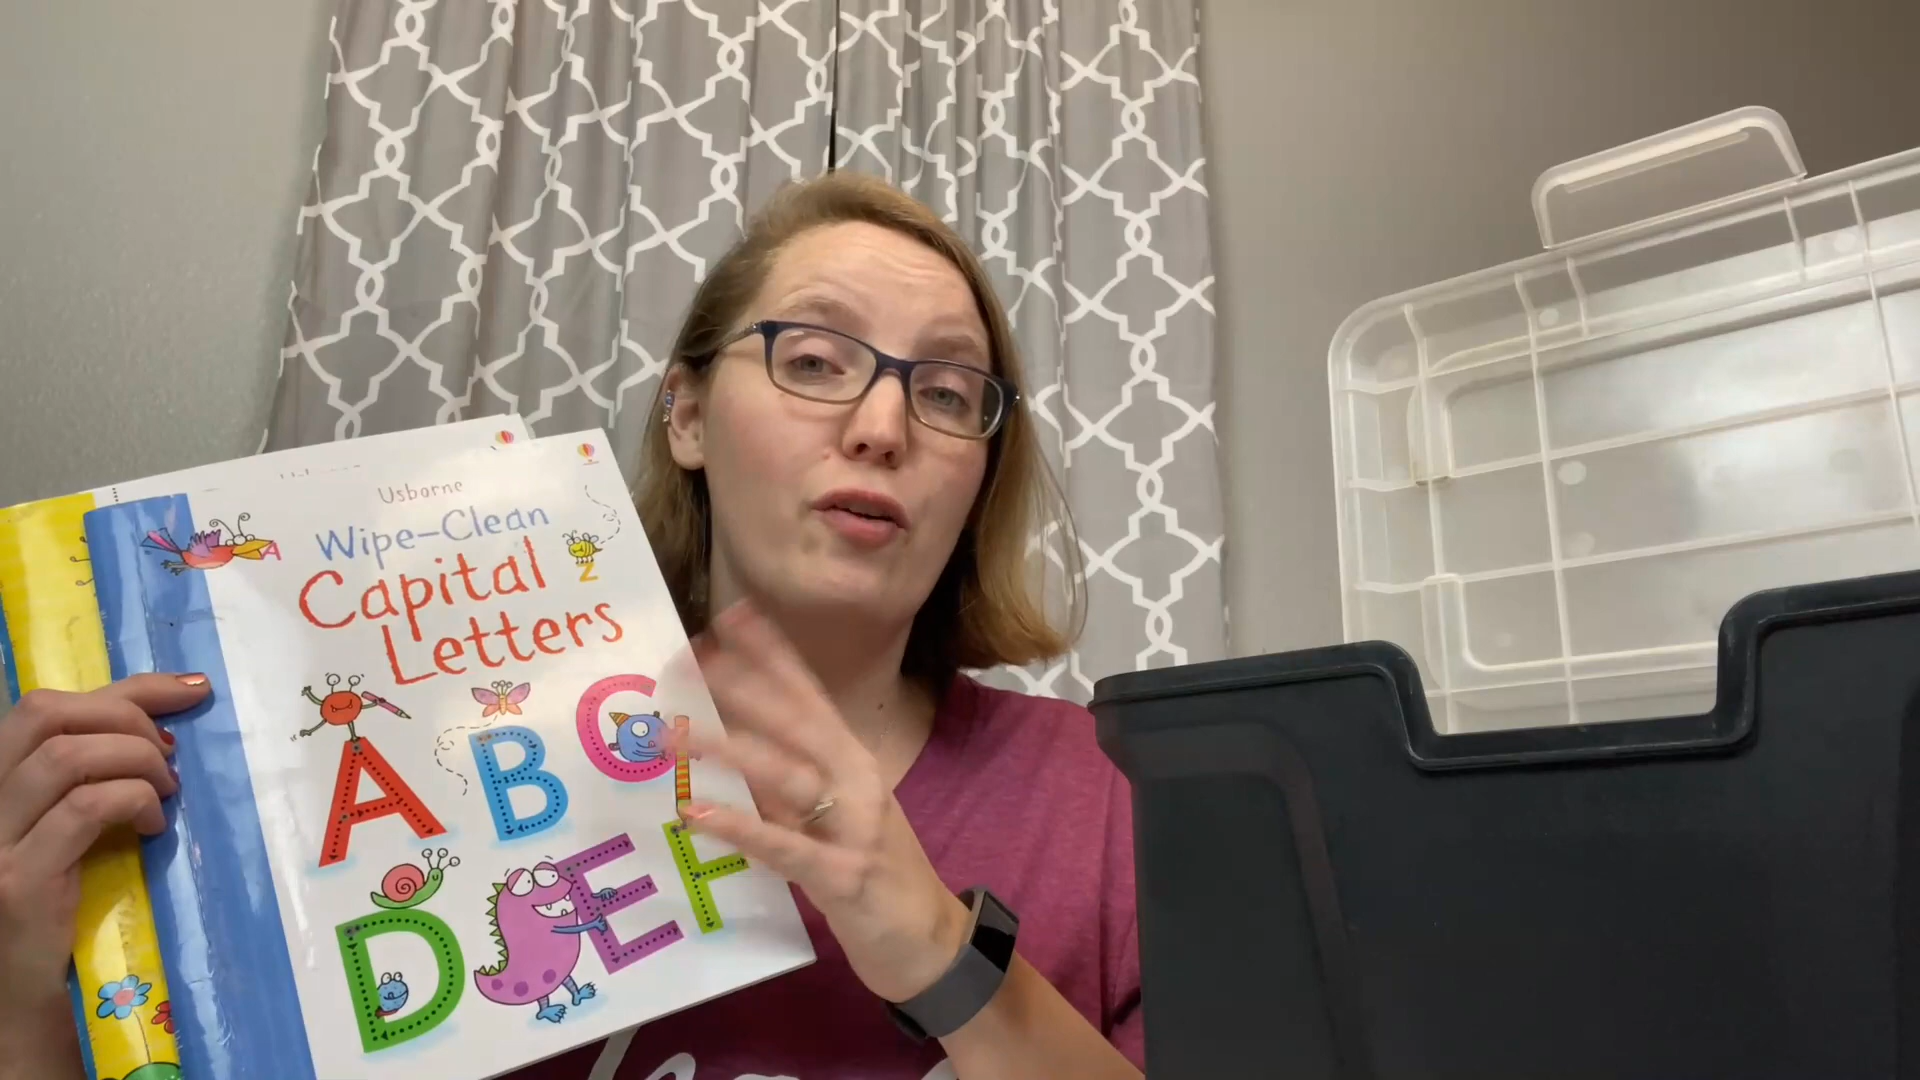 Usborne
Wipe-Clean
Capital
Letters
A B C
D E F
A
Z